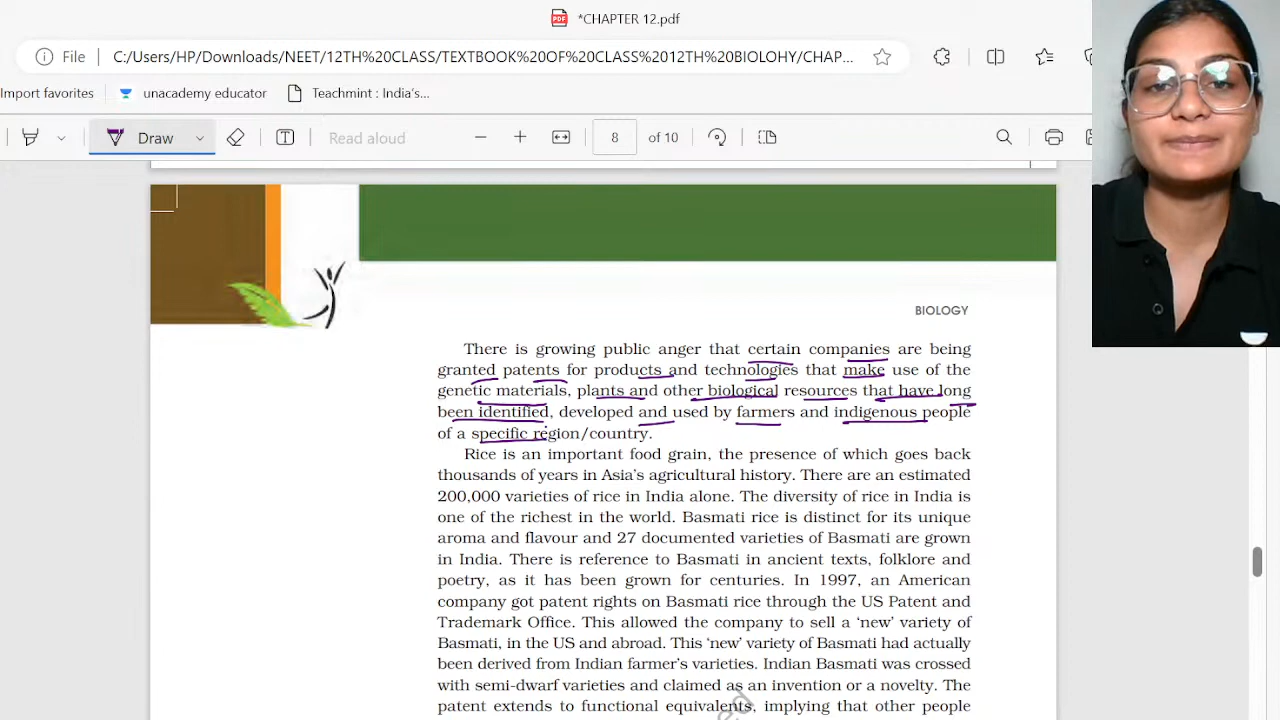 *CHAPTER 12.pdf
File C:/Users/HP/Downloads/NEET/12TH%20CLASS/TEXTBOOK%20OF%20CLASS%2012TH%20BIOLOHY/CHAP...
Import favorites unacademy educator Teachmint : India's...
Draw Read aloud 8 of 10
BIOLOGY
There is growing public anger that certain companies are being
granted patents for products and technologies that make use of the
genetic materials, plants and other biological resources that have long
been identified, developed and used by farmers and indigenous people
of a specific region/country.
Rice is an important food grain, the presence of which goes back
thousands of years in Asia's agricultural history. There are an estimated
200,000 varieties of rice in India alone. The diversity of rice in India is
one of the richest in the world. Basmati rice is distinct for its unique
aroma and flavour and 27 documented varieties of Basmati are grown
in India. There is reference to Basmati in ancient texts, folklore and
poetry, as it has been grown for centuries. In 1997, an American
company got patent rights on Basmati rice through the US Patent and
Trademark Office. This allowed the company to sell a 'new' variety of
Basmati, in the US and abroad. This 'new' variety of Basmati had actually
been derived from Indian farmer's varieties. Indian Basmati was crossed
with semi-dwarf varieties and claimed as an invention or a novelty. The
patent extends to functional equivalents, implying that other people